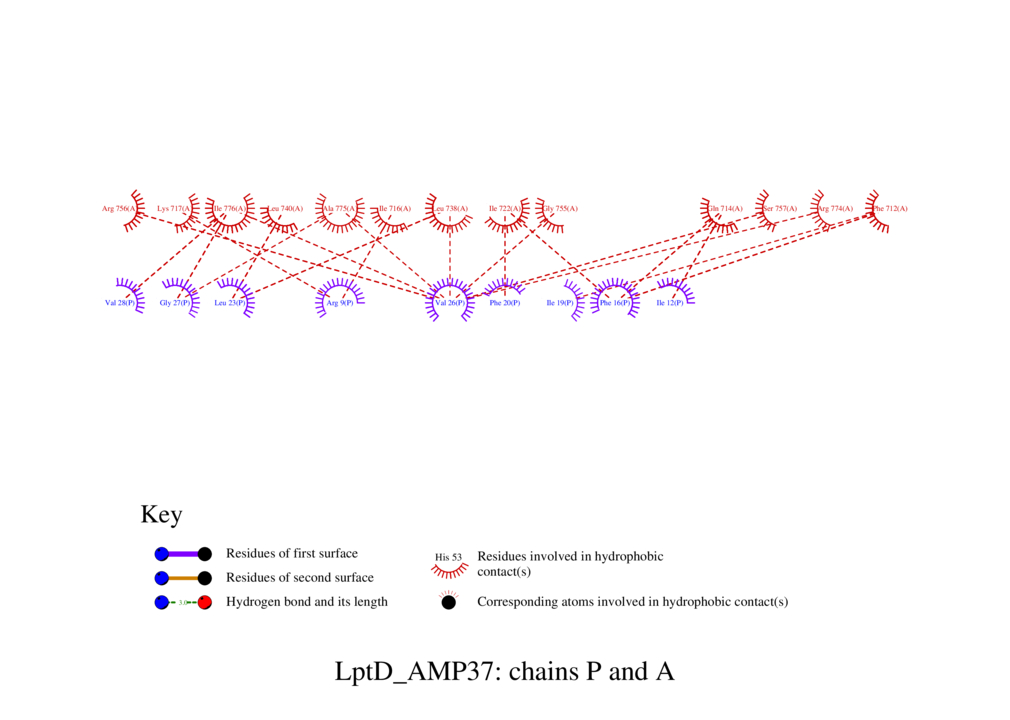 Arg 756(A) Lys 717(A) Ile 776(A) Leu 740(A) Ala 775(A) Ile 716(A) Leu 738(A) Ile 722(A) Gly 755(A) Gln 714(A) Ser 757(A) Arg 774(A) Phe 712(A)
Val 28(P) Gly 27(P) Leu 23(P) Arg 9(P) Val 26(P) Phe 20(P) Ile 19(P) Phe 16(P) Ile 12(P)
Key
Residues of first surface
Residues of second surface
3.0 Hydrogen bond and its length
His 53 Residues involved in hydrophobic
contact(s)
Corresponding atoms involved in hydrophobic contact(s)
LptD_AMP37: chains P and A